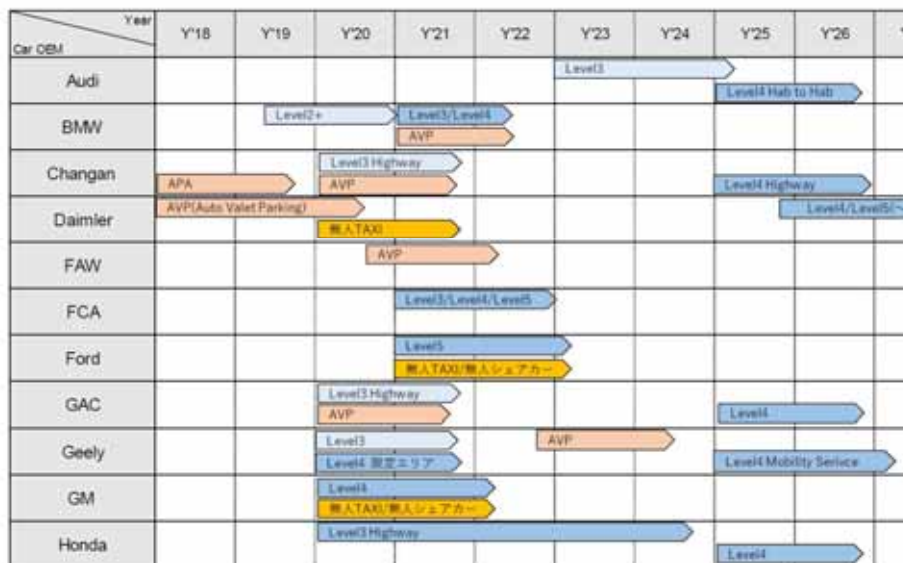 Year
Car OEM
Y'18 Y'19 Y'20 Y'21 Y'22 Y'23 Y'24 Y'25 Y'26
Audi
Level3
Level4 Hab to Hab
BMW
Level2+
Level3/Level4
AVP
Changan
Level3 Highway
APA
AVP
Level4 Highway
Daimler
AVP(Auto Valet Parking)
Level4/Level5(～
無人TAXI
FAW
AVP
FCA
Level3/Level4/Level5
Ford
Level5
無人TAXI/無人シェアカー
GAC
Level3 Highway
AVP
Level4
Geely
Level3
AVP
Level4 限定エリア
Level4 Mobility Serivce
GM
Level4
無人TAXI/無人シェアカー
Honda
Level3 Highway
Level4